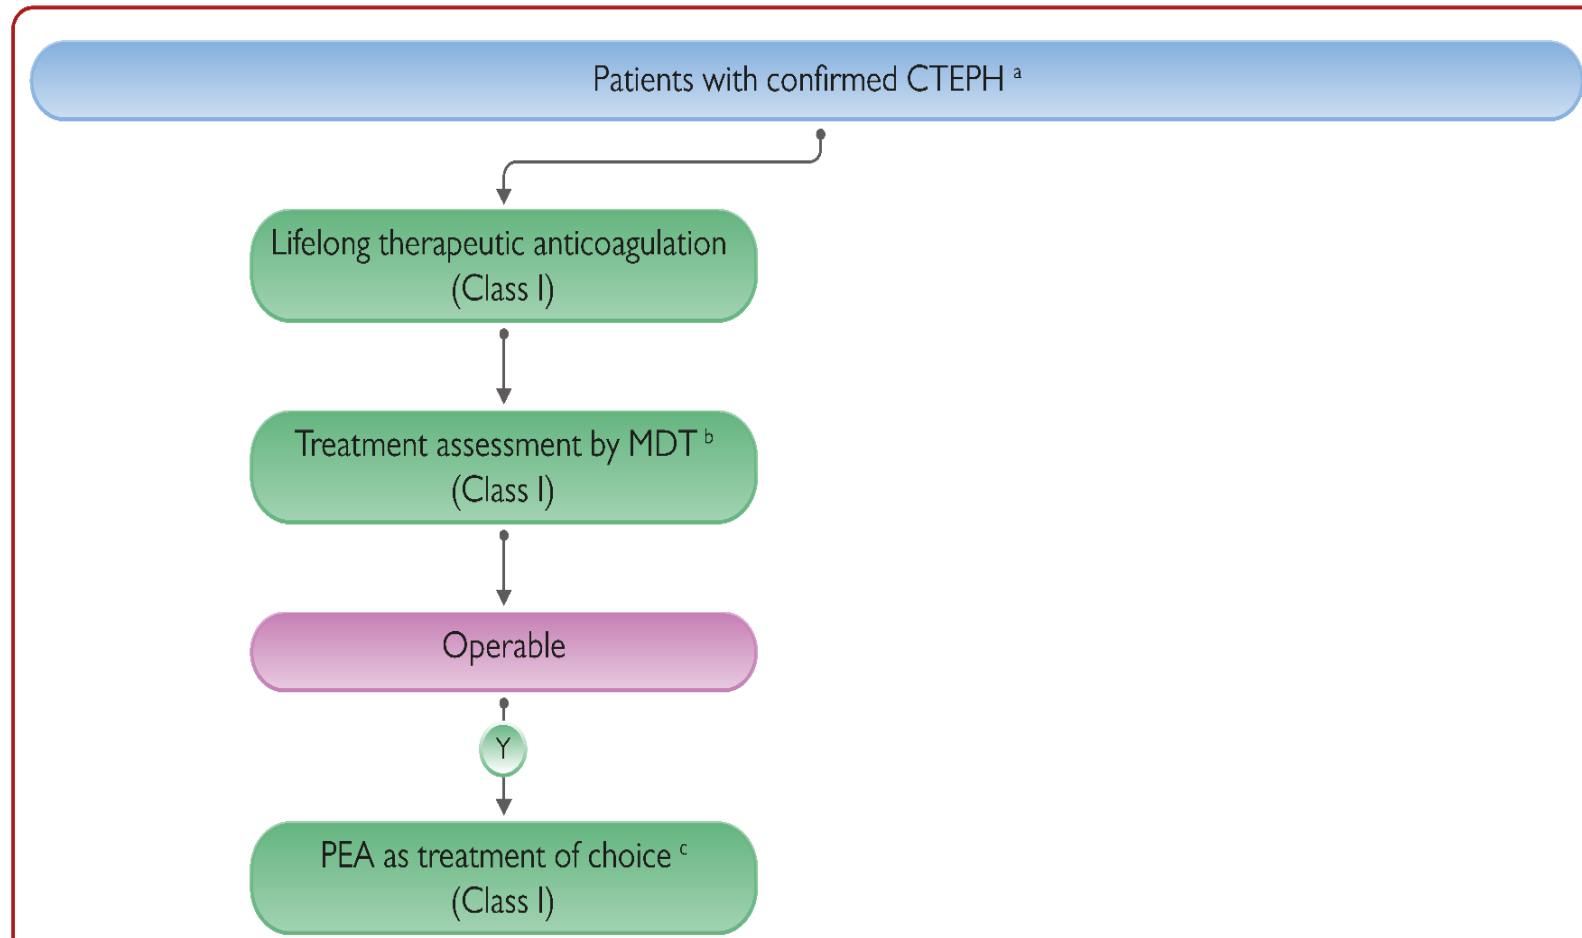 Patients with confirmed CTEPH a
Lifelong therapeutic anticoagulation
(Class I)
Treatment assessment by MDT b
(Class I)
Operable
Y
PEA as treatment of choice c
(Class I)